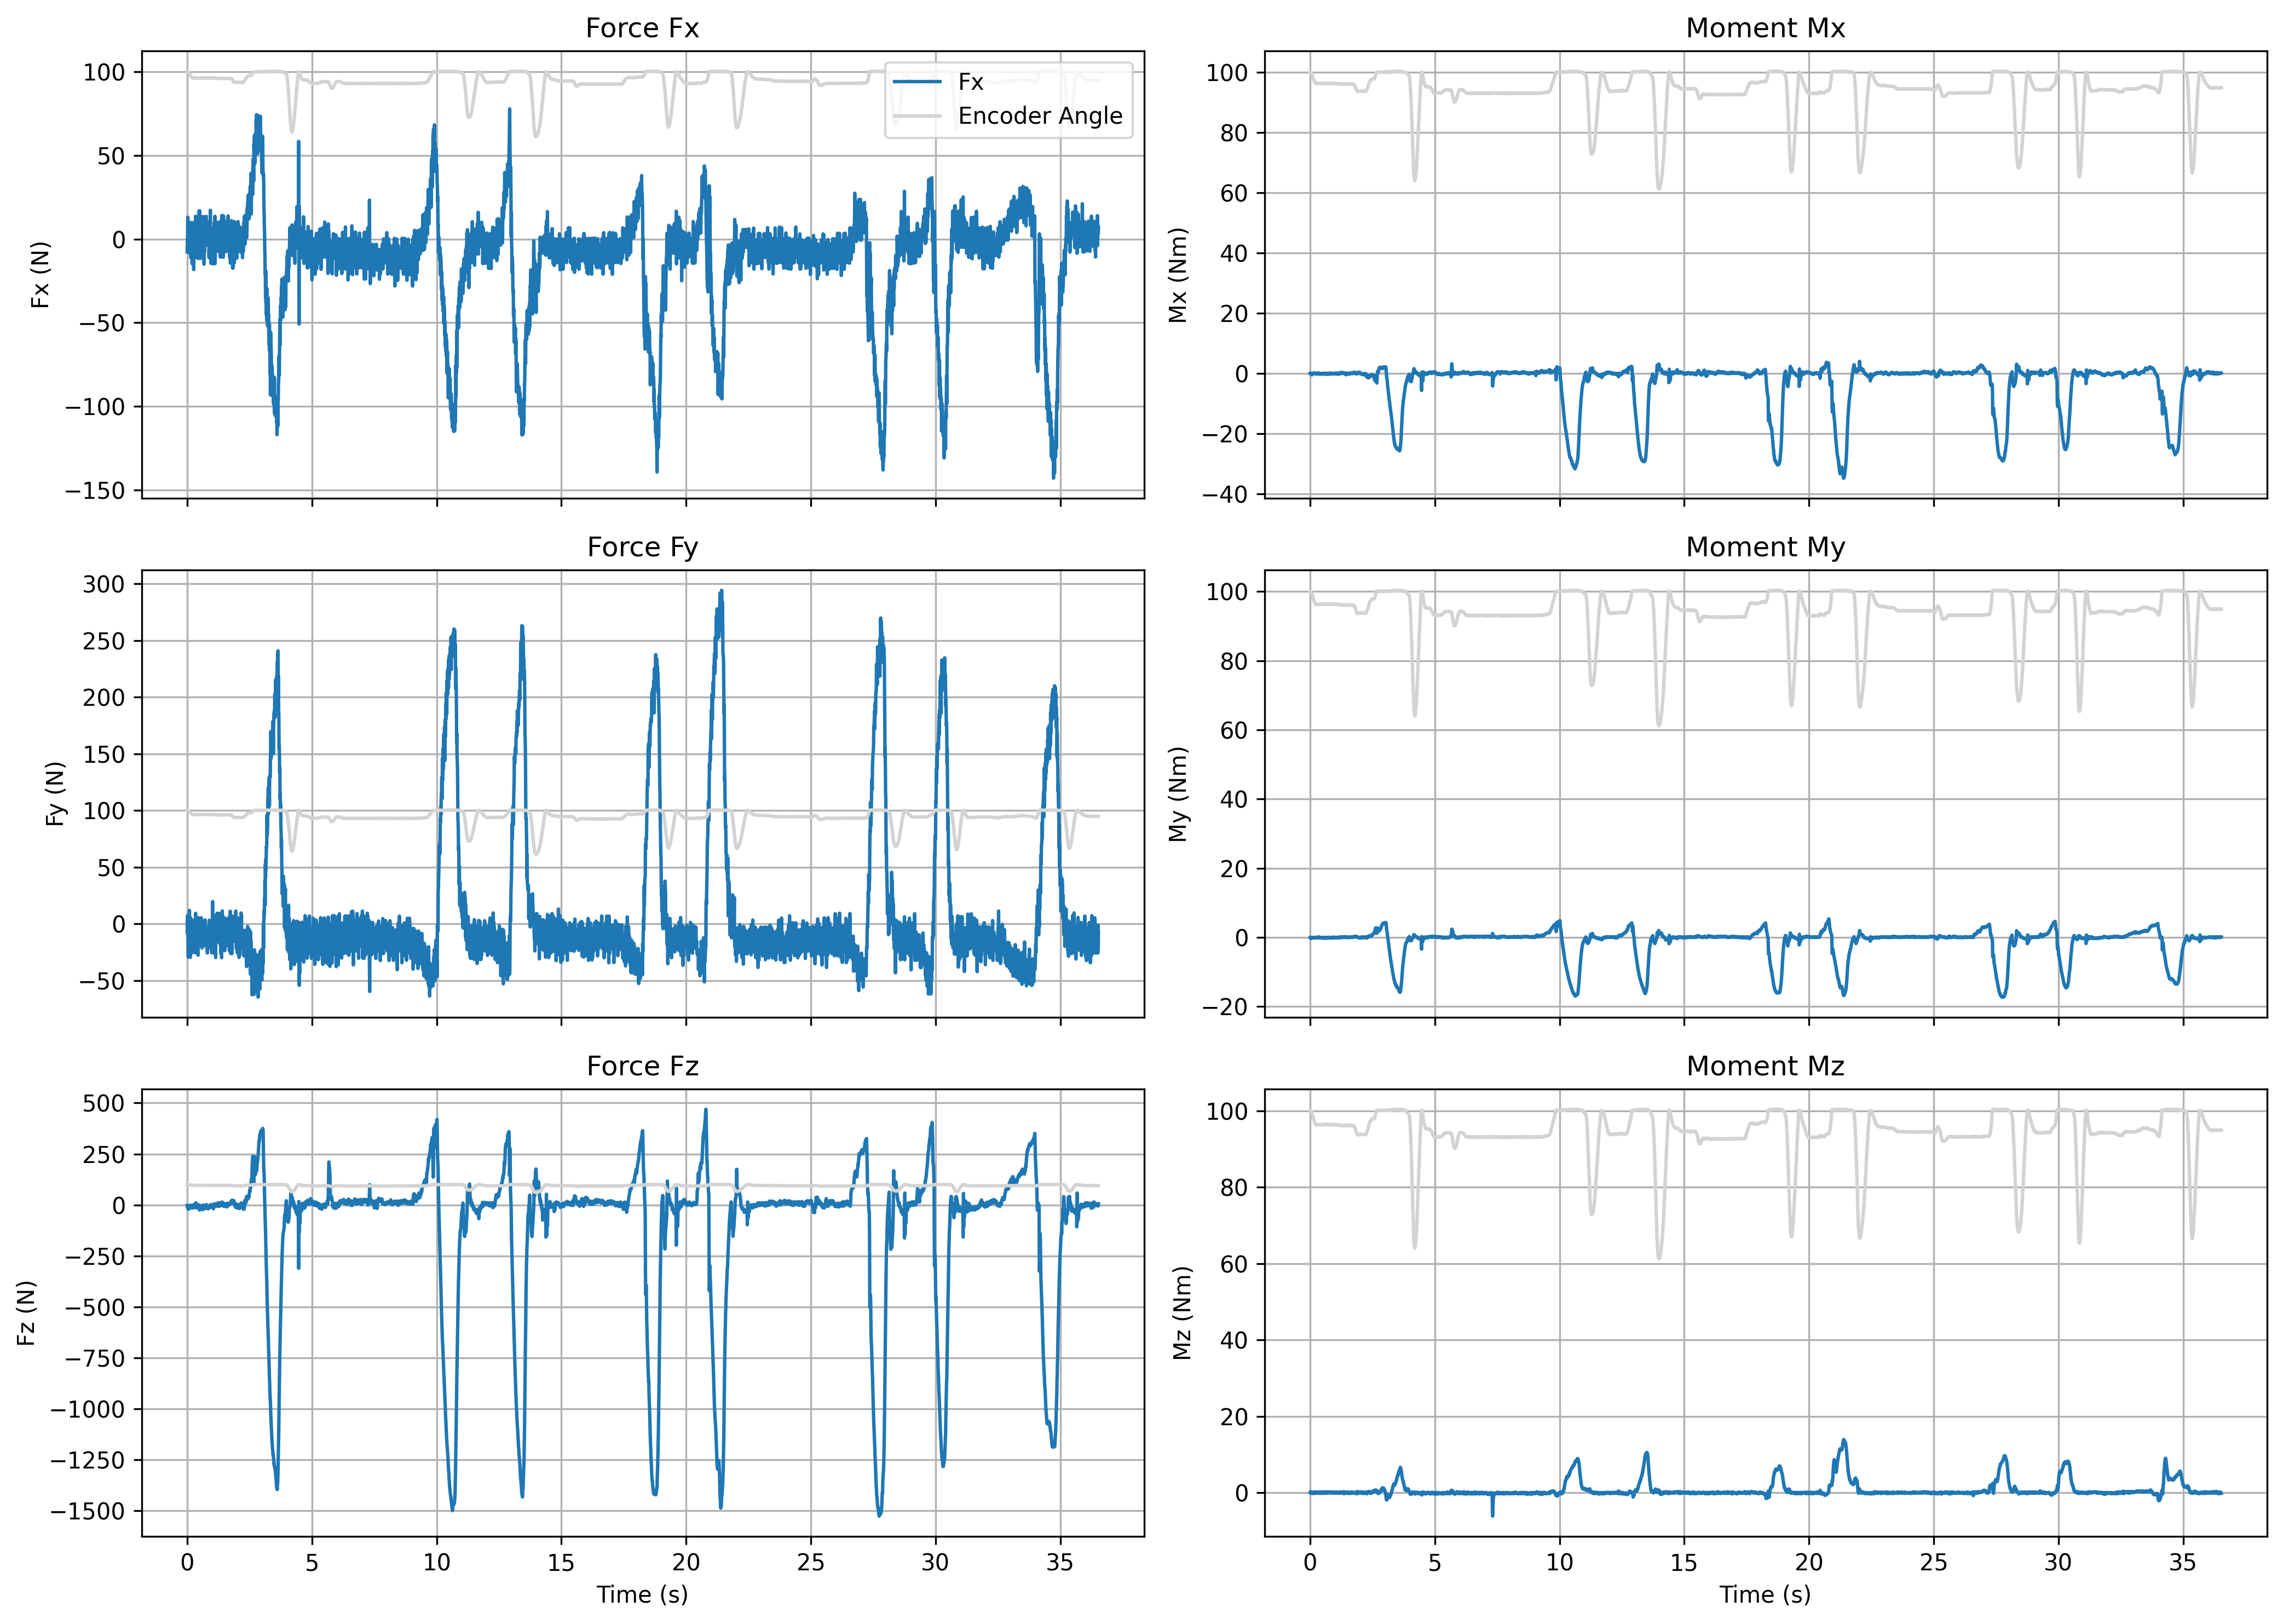 Force Fx
Fx (N)
100
50
0
−50
−100
−150
Fx
Encoder Angle
Moment Mx
Mx (Nm)
100
80
60
40
20
0
−20
−40
Force Fy
Fy (N)
300
250
200
150
100
50
0
−50
Moment My
My (Nm)
100
80
60
40
20
0
−20
Force Fz
Fz (N)
500
250
0
−250
−500
−750
−1000
−1250
−1500
0 5 10 15 20 25 30 35
Time (s)
Moment Mz
Mz (Nm)
100
80
60
40
20
0
0 5 10 15 20 25 30 35
Time (s)